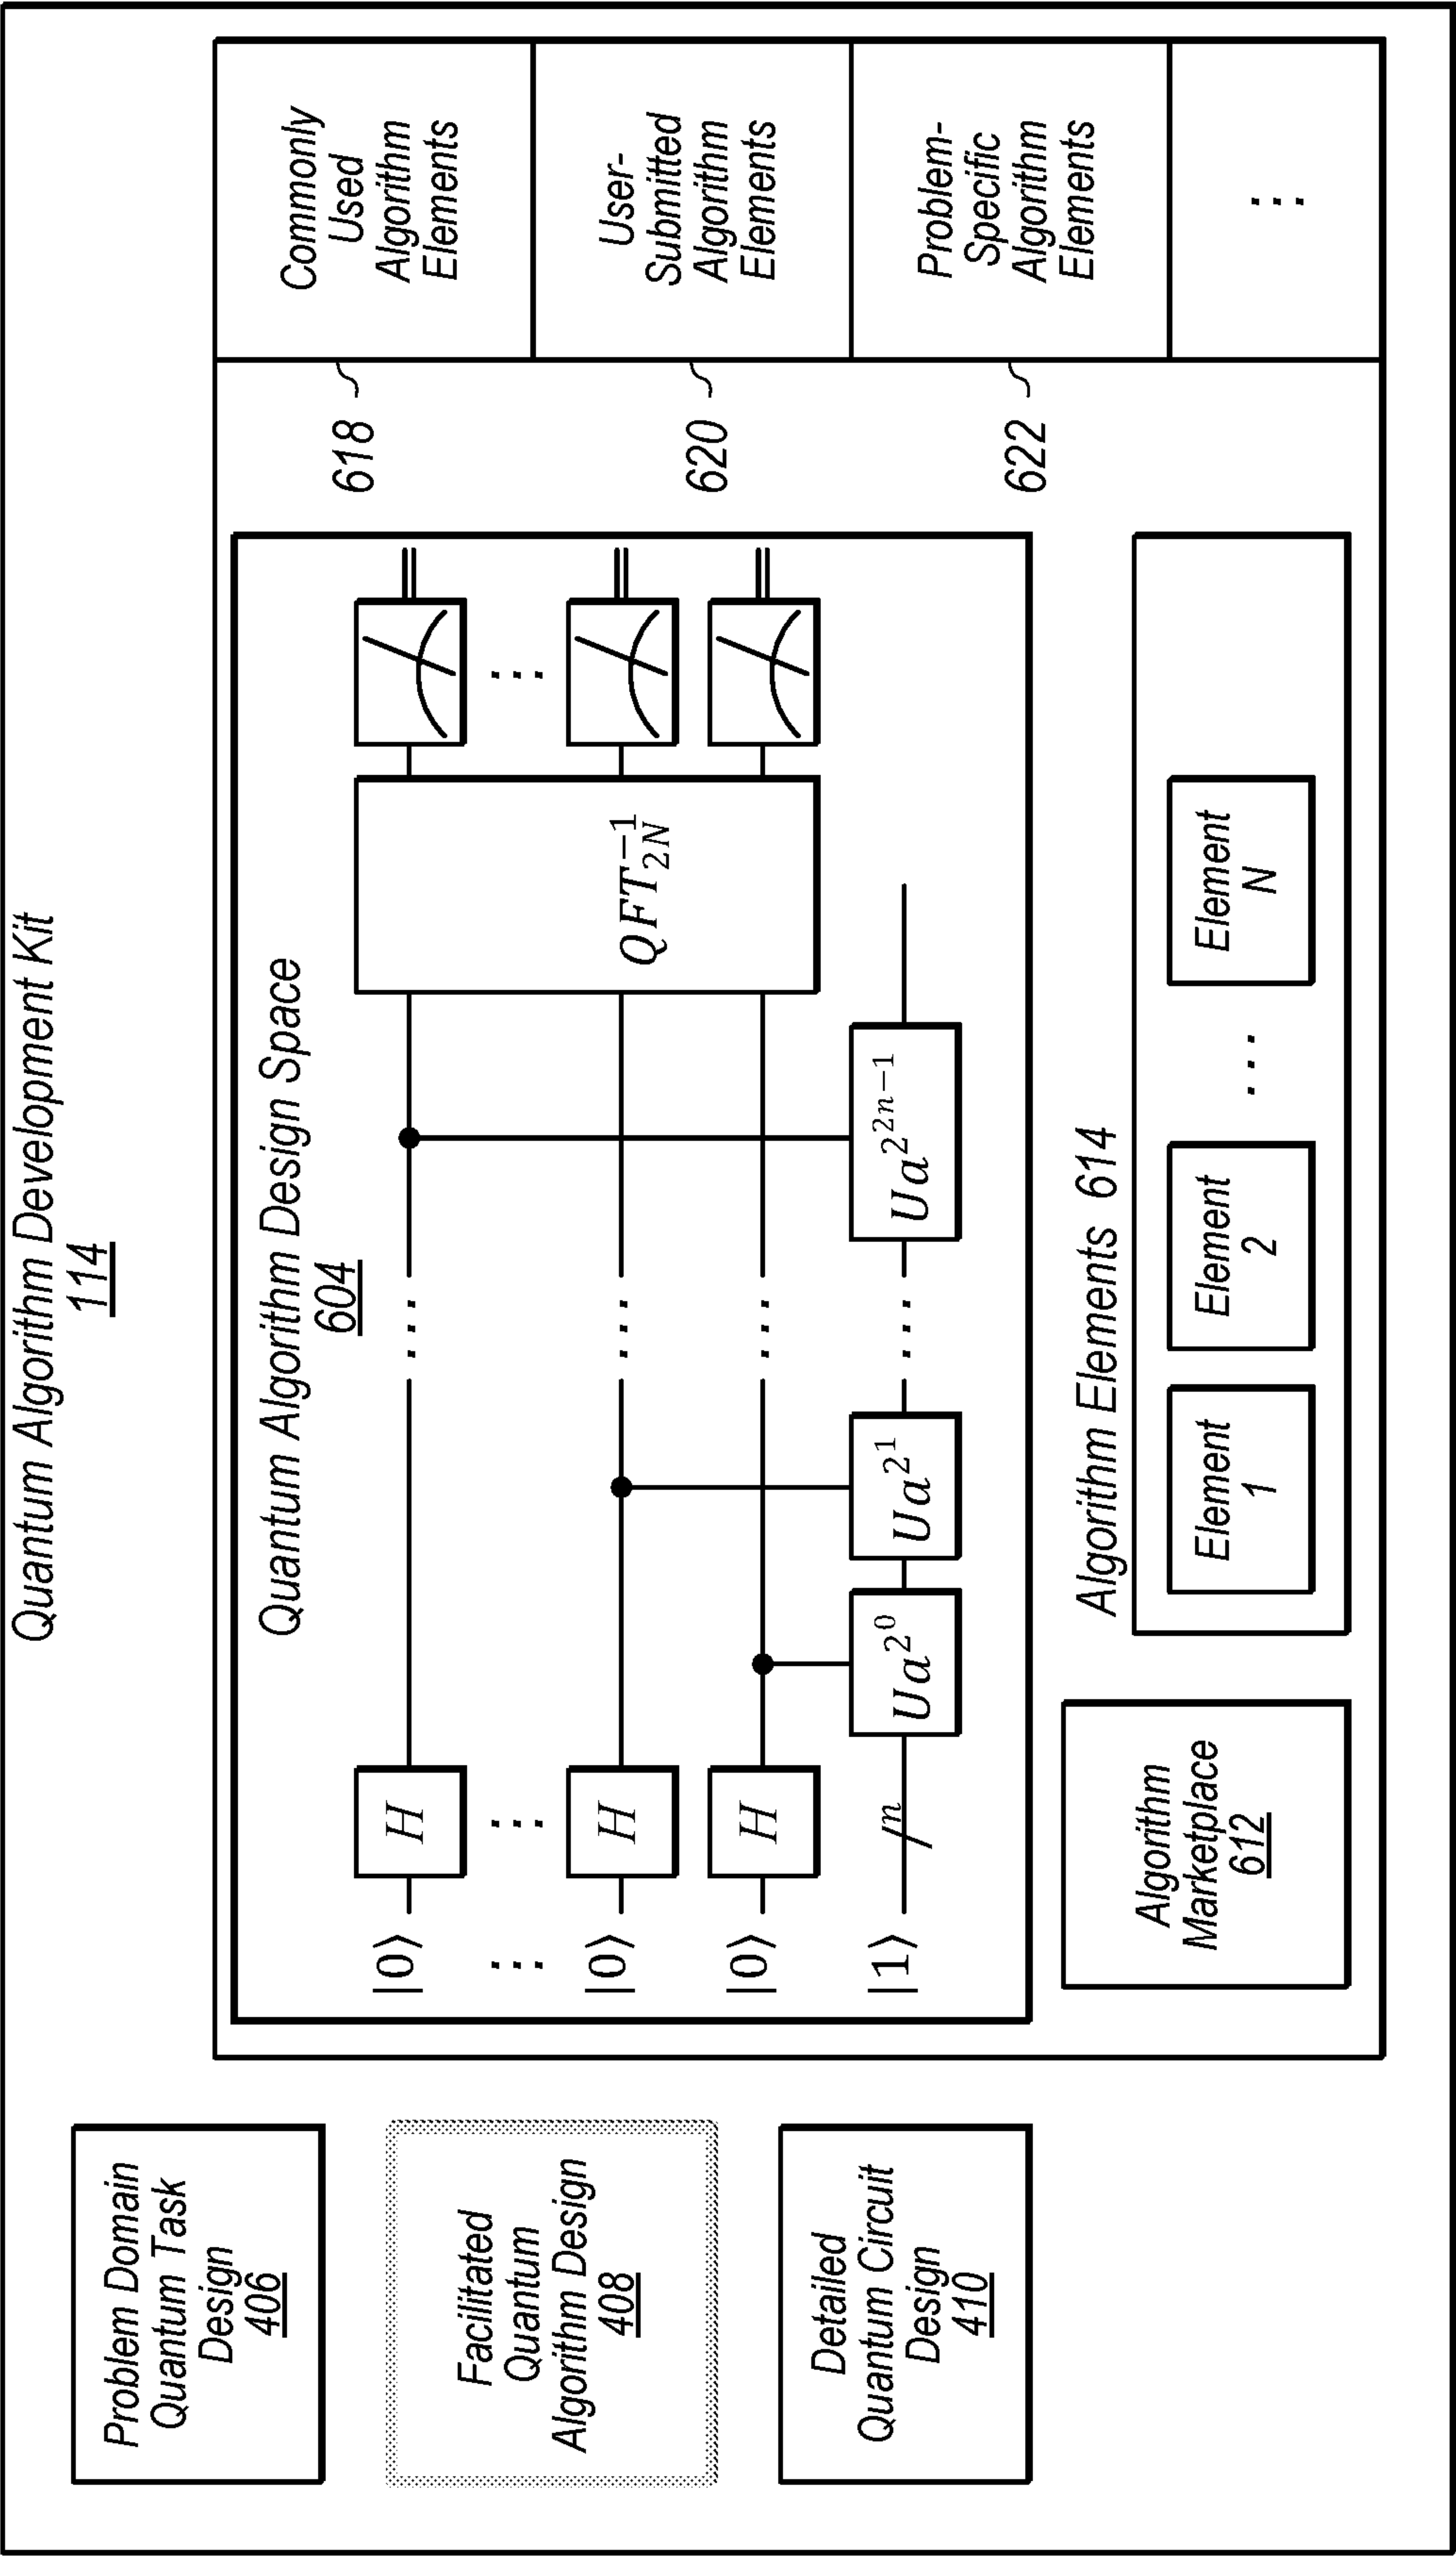 Quantum Algorithm Development Kit
114
Problem Domain
Quantum Task
Design
406
Facilitated
Quantum
Algorithm Design
408
Detailed
Quantum Circuit
Design
410
Quantum Algorithm Design Space
604
|0⟩ H ...
⋮ ⋮ ⋮
|0⟩ H ...
|0⟩ H ...
QFT_{2N}^{-1}
|1⟩ /n Ua^{2^0} Ua^{2^1} ... Ua^{2^{2n-1}}
618
Commonly
Used
Algorithm
Elements
620
User-
Submitted
Algorithm
Elements
622
Problem-
Specific
Algorithm
Elements
⋮
Algorithm
Marketplace
612
Algorithm Elements 614
Element
1
Element
2
...
Element
N